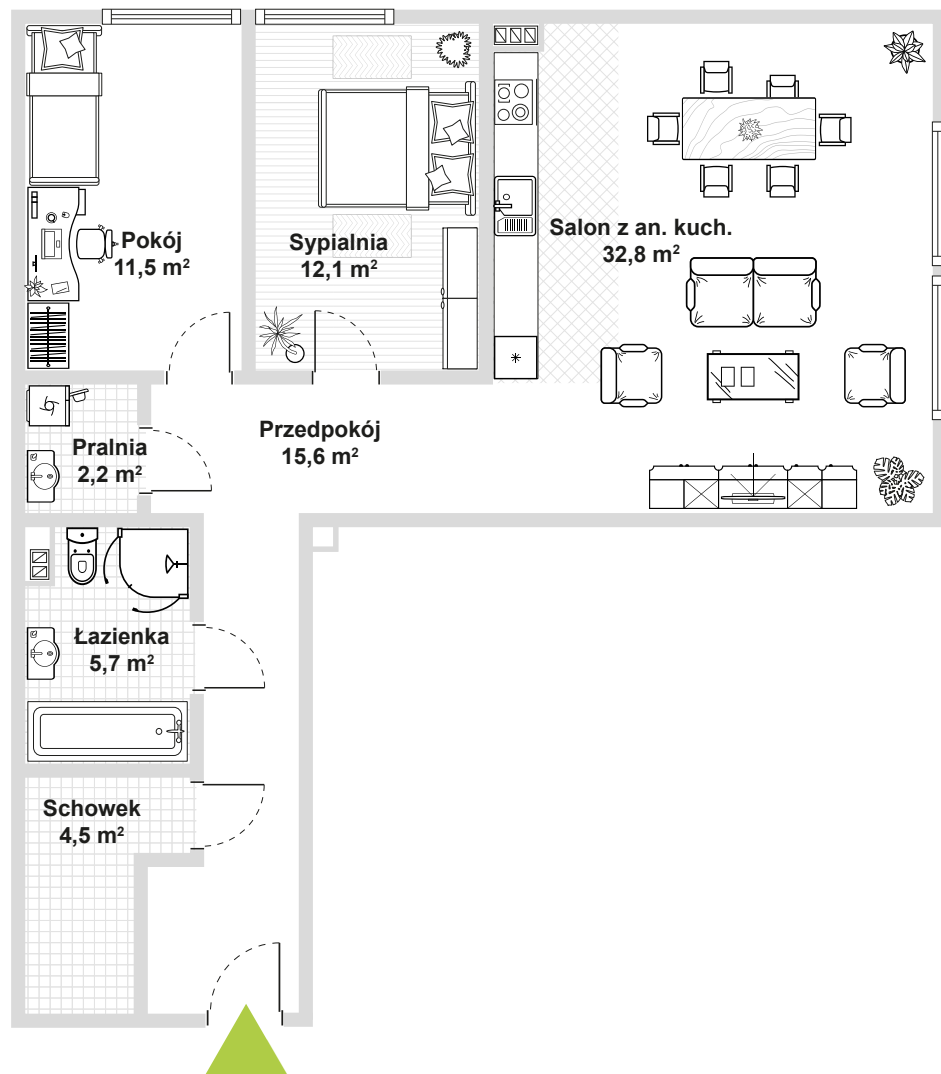 Pokój
11,5 m²
Sypialnia
12,1 m²
Salon z an. kuch.
32,8 m²
Przedpokój
15,6 m²
Pralnia
2,2 m²
Łazienka
5,7 m²
Schowek
4,5 m²